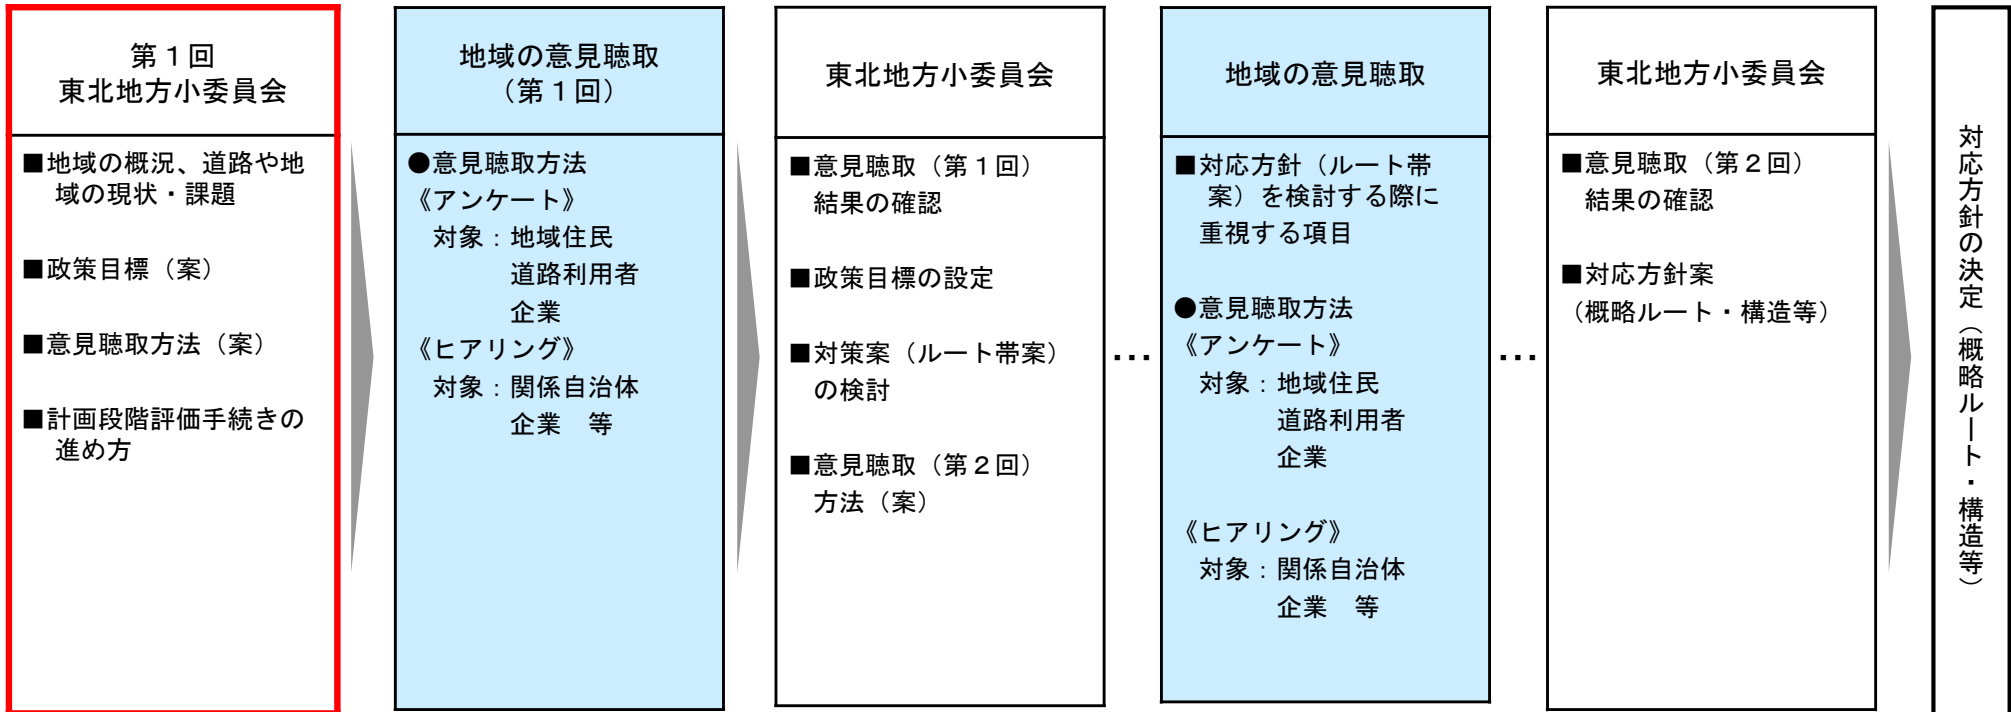 第１回
東北地方小委員会
■地域の概況、道路や地
域の現状・課題
■政策目標（案）
■意見聴取方法（案）
■計画段階評価手続きの
進め方
地域の意見聴取
（第１回）
●意見聴取方法
《アンケート》
対象：地域住民
道路利用者
企業
《ヒアリング》
対象：関係自治体
企業　等
東北地方小委員会
■意見聴取（第１回）
結果の確認
■政策目標の設定
■対策案（ルート帯案）
の検討
■意見聴取（第２回）
方法（案）
…
地域の意見聴取
■対応方針（ルート帯
案）を検討する際に
重視する項目
●意見聴取方法
《アンケート》
対象：地域住民
道路利用者
企業
《ヒアリング》
対象：関係自治体
企業　等
…
東北地方小委員会
■意見聴取（第２回）
結果の確認
■対応方針案
（概略ルート・構造等）
対応方針の決定（概略ルート・構造等）